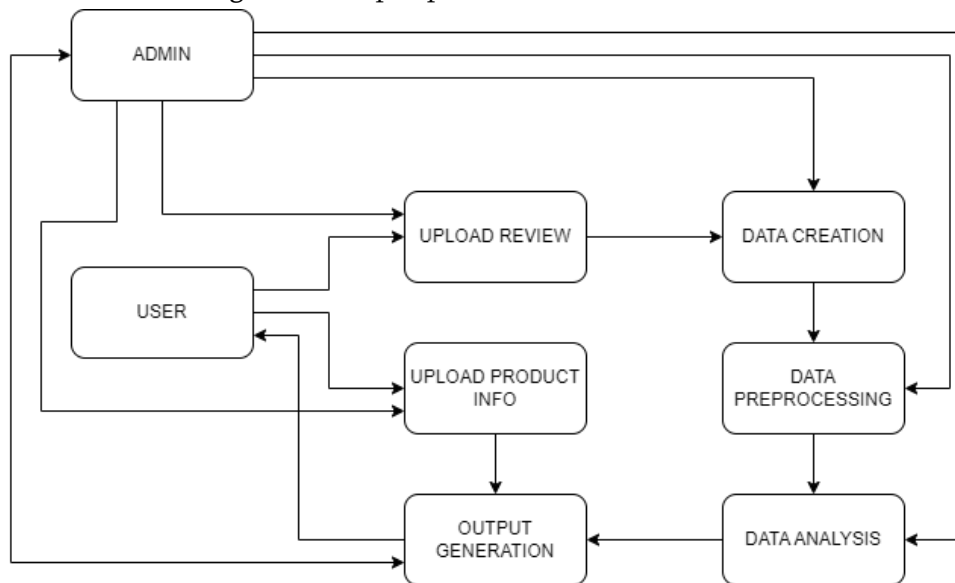 ADMIN
UPLOAD REVIEW
DATA CREATION
USER
UPLOAD PRODUCT
INFO
DATA
PREPROCESSING
OUTPUT
GENERATION
DATA ANALYSIS